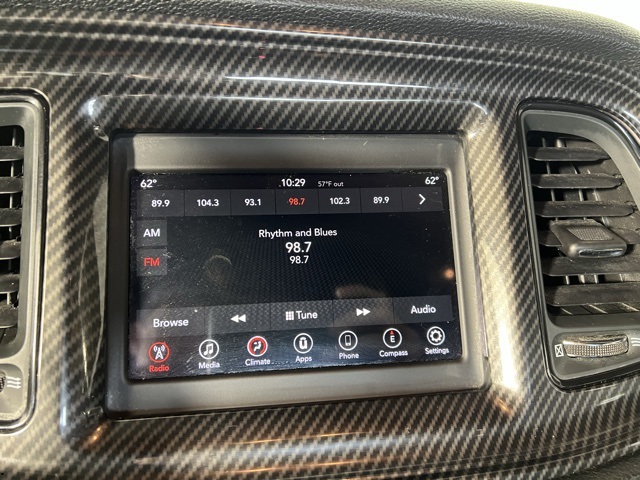 62° 10:29 57°F out 62°
89.9 104.3 93.1 98.7 102.3 89.9
AM
Rhythm and Blues
98.7
FM
98.7
Browse Tune Audio
E
Radio Media Climate Apps Phone Compass Settings